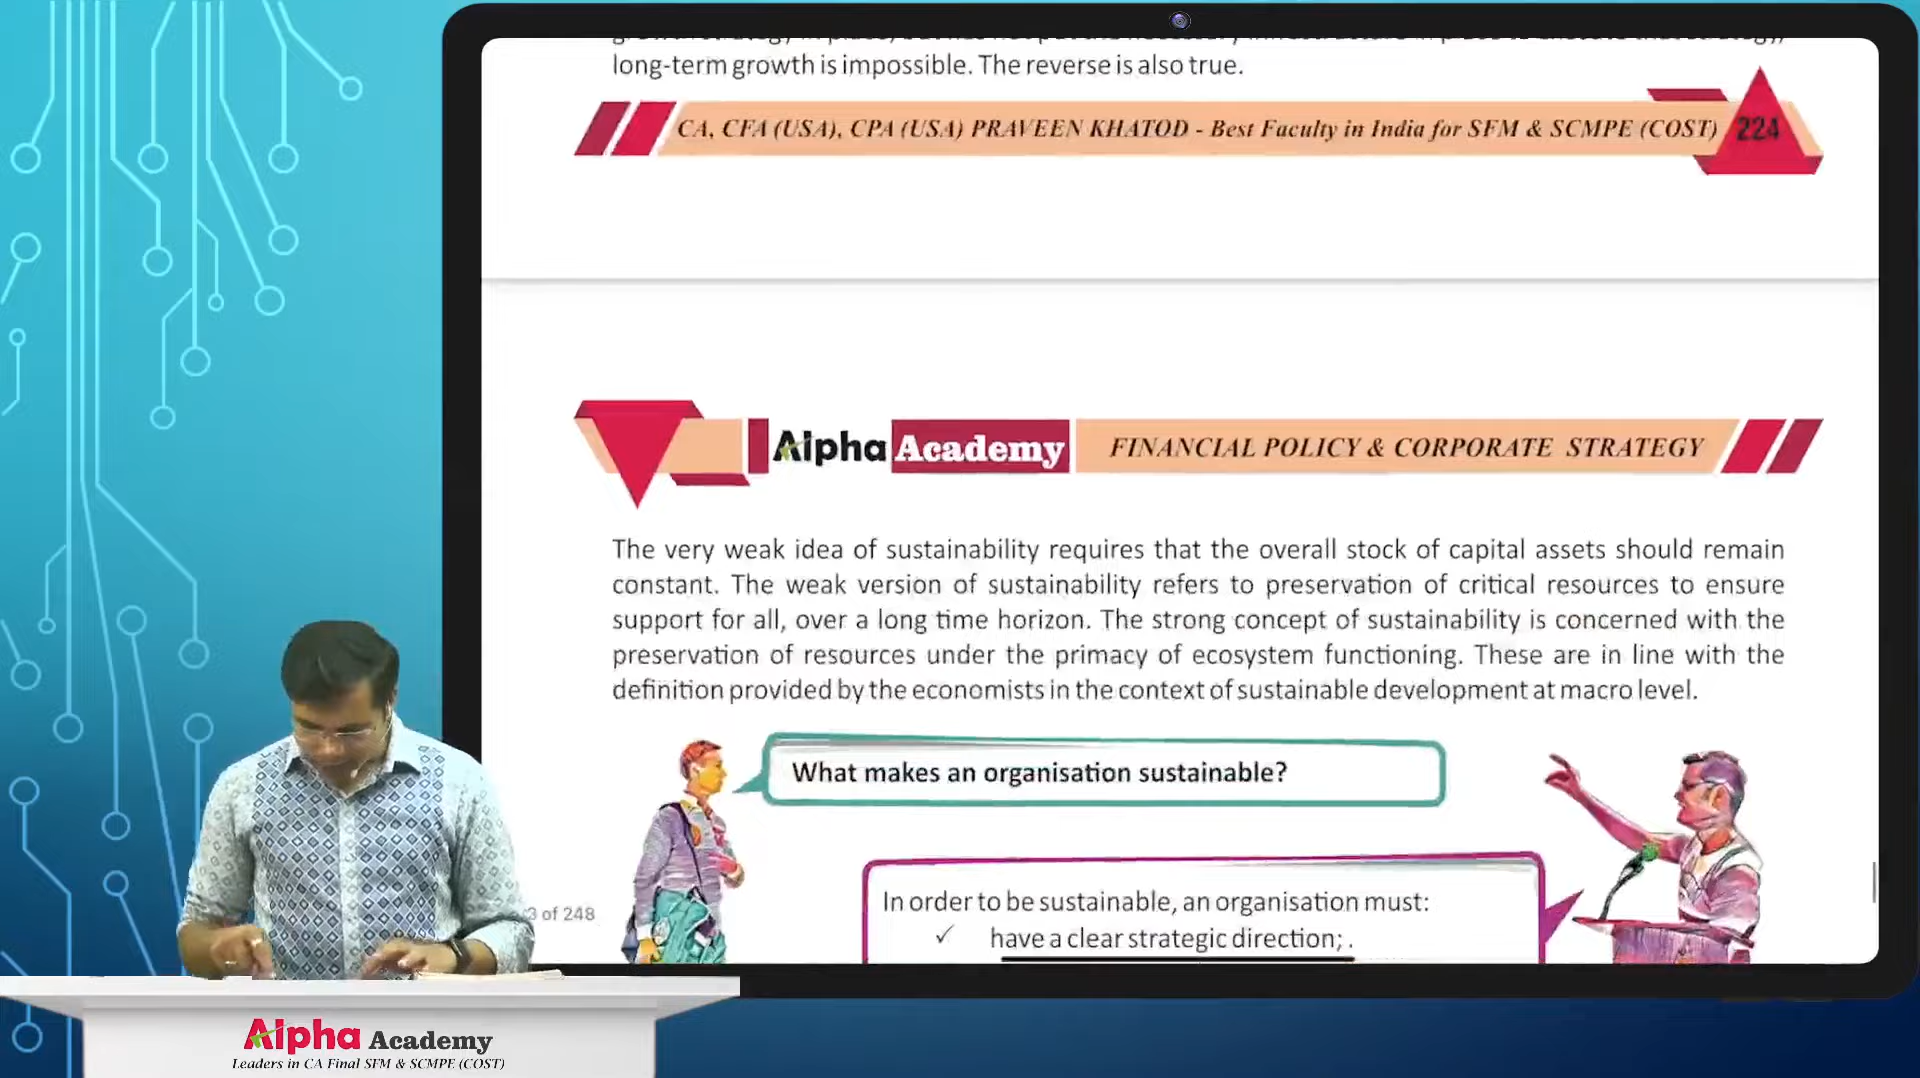 long-term growth is impossible. The reverse is also true.
CA, CFA (USA), CPA (USA) PRAVEEN KHATOD - Best Faculty in India for SFM & SCMPE (COST) 224
Alpha Academy FINANCIAL POLICY & CORPORATE STRATEGY
The very weak idea of sustainability requires that the overall stock of capital assets should remain
constant. The weak version of sustainability refers to preservation of critical resources to ensure
support for all, over a long time horizon. The strong concept of sustainability is concerned with the
preservation of resources under the primacy of ecosystem functioning. These are in line with the
definition provided by the economists in the context of sustainable development at macro level.
What makes an organisation sustainable?
In order to be sustainable, an organisation must:
✓ have a clear strategic direction; .
3 of 248
Alpha Academy
Leaders in CA Final SFM & SCMPE (COST)